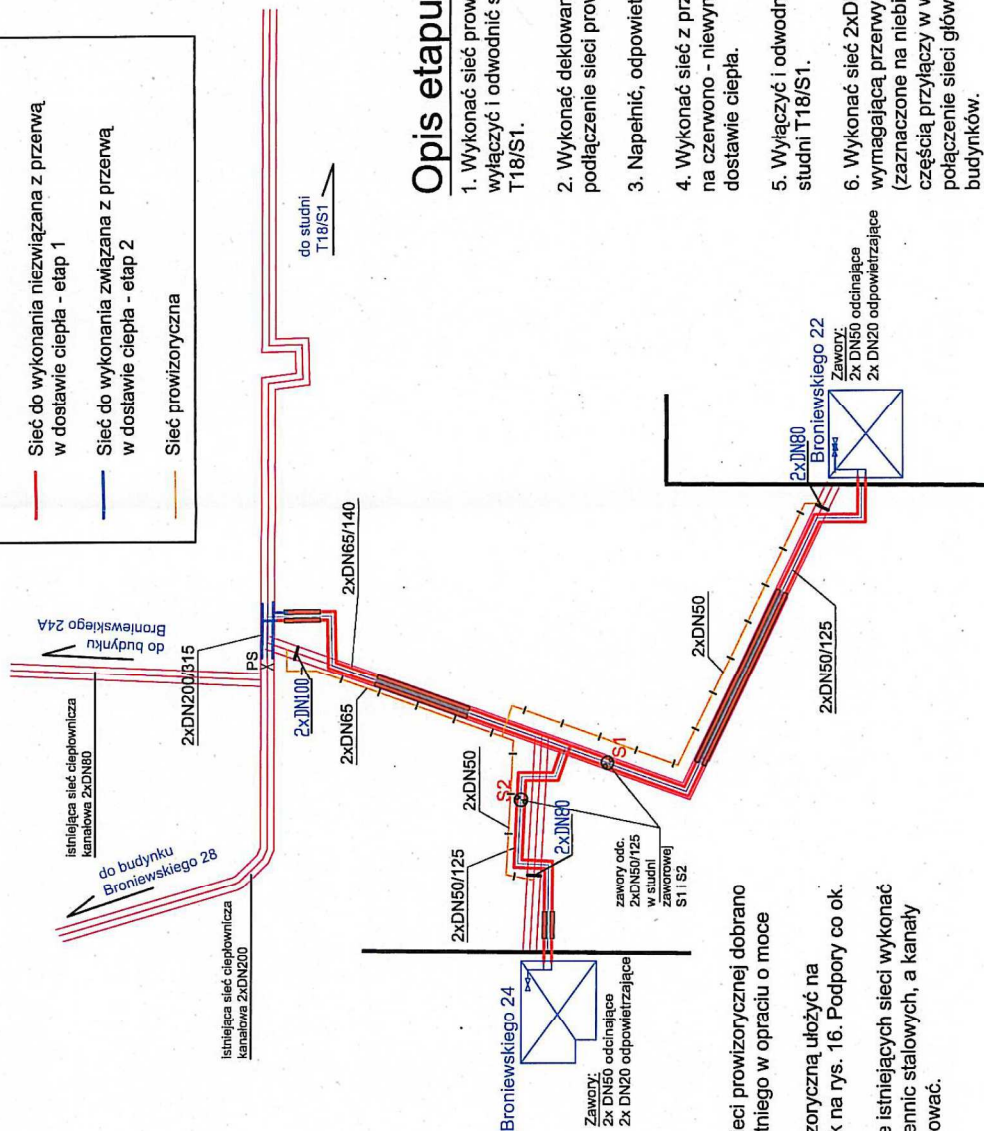 Sieć do wykonania niezwiązana z przerwą
w dostawie ciepła - etap 1
Sieć do wykonania związana z przerwą
w dostawie ciepła - etap 2
Sieć prowizoryczna
do budynku
Broniewskiego 24A
istniejąca sieć ciepłownicza
kanałowa 2xDN80
do budynku
Broniewskiego 28
istniejąca sieć ciepłownicza
kanałowa 2xDN200
2xDN200/315
PS
2xDN100
2xDN65
2xDN65/140
do studni
T18/S1
2xDN50
S2
2xDN50/125
2xDN80
S1
zawory odc.
2xDN50/125
w studni
zaworowej
S1 i S2
2xDN50
2xDN50/125
2xDN80
Broniewskiego 22
Zawory:
2x DN50 odcinające
2x DN20 odpowietrzające
Broniewskiego 24
Zawory:
2x DN50 odcinające
2x DN20 odpowietrzające
Opis etapu
1. Wykonać sieć prow
wyłączyć i odwodnić s
T18/S1.
2. Wykonać deklowan
podłączenie sieci prow
3. Napełnić, odpowiet
4. Wykonać sieć z prz
na czerwono - niewym
dostawie ciepła.
5. Wyłączyć i odwodn
studni T18/S1.
6. Wykonać sieć 2xD
wymagającą przerwy
(zaznaczone na niebi
częścią przyłączy w w
połączenie sieci głów
budynków.
eci prowizorycznej dobrano
tniego w opraciu o moce
zoryczną ułożyć na
k na rys. 16. Podpory co ok.
e istniejących sieci wykonać
ennic stalowych, a kanały
ować.